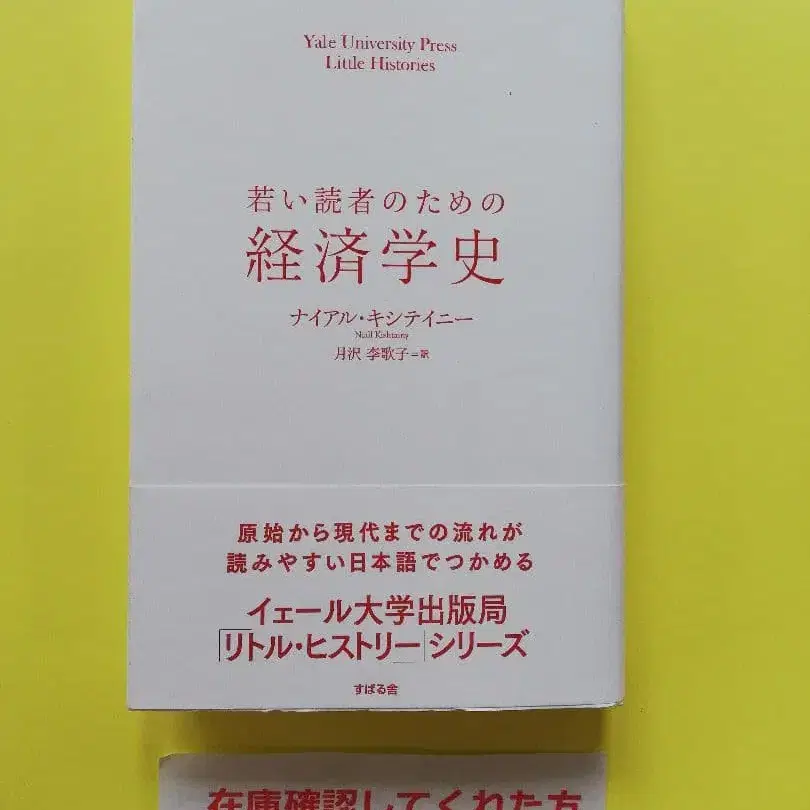 Yale University Press
Little Histories
若い読者のための
経済学史
ナイアル・キシテイニー
Niall Kishtainy
月沢 李歌子=訳
原始から現代までの流れが
読みやすい日本語でつかめる
イェール大学出版局
「リトル・ヒストリー」シリーズ
すばる舎
在庫確認してくれた方